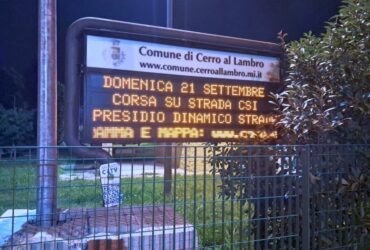 Comune di Cerro al Lambro
www.comune.cerroallambro.mi.it
DOMENICA 21 SETTEMBRE
CORSA SU STRADA CSI
PRESIDIO DINAMICO STRA
E MAPPA: